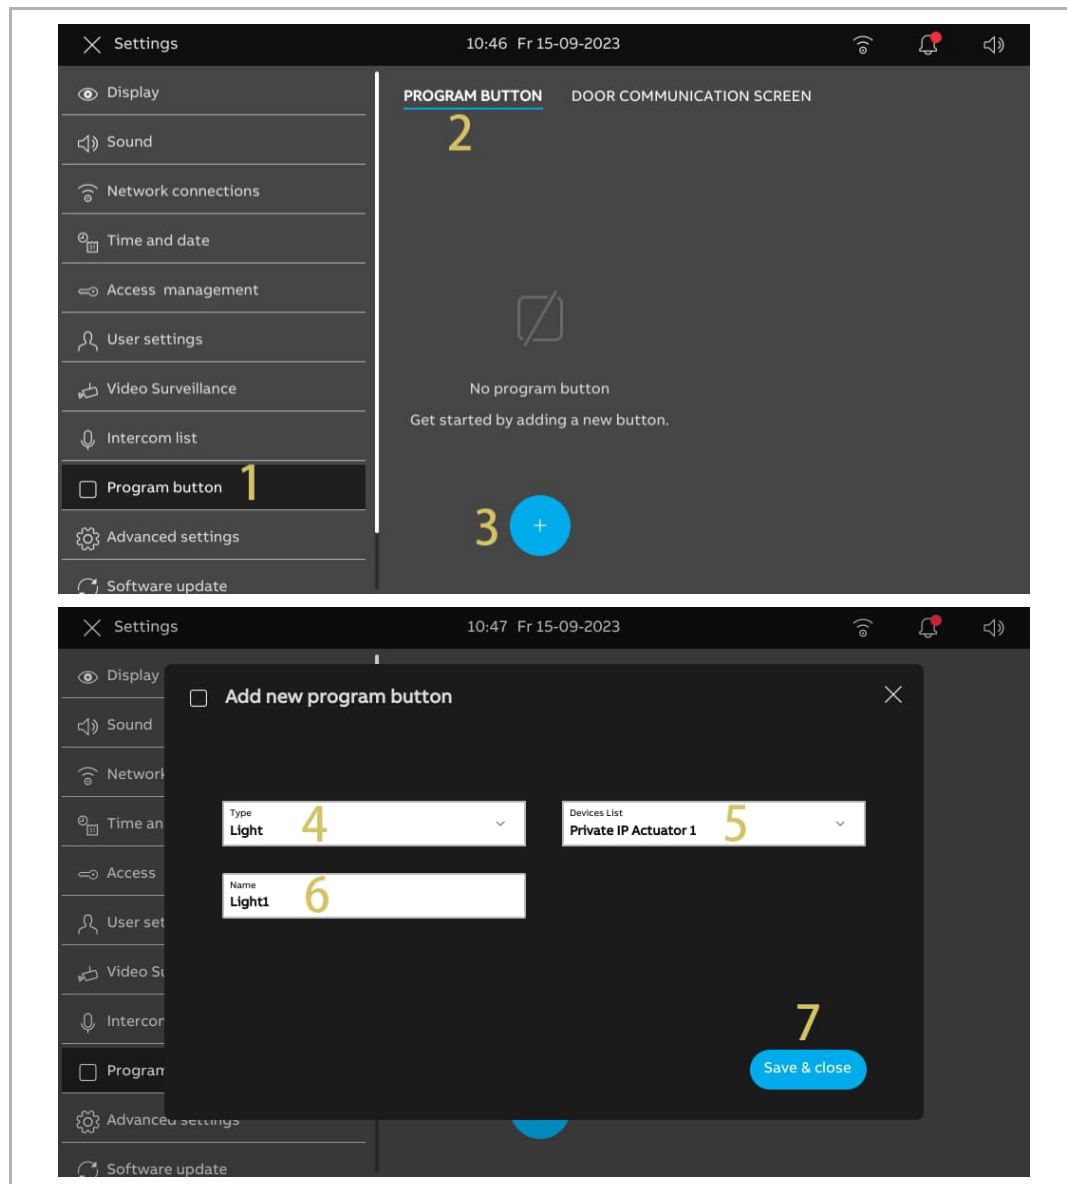 Settings
10:46 Fr 15-09-2023
Display
PROGRAM BUTTON DOOR COMMUNICATION SCREEN
2
Sound
Network connections
Time and date
Access management
User settings
Video Surveillance
No program button
Get started by adding a new button.
Intercom list
Program button 1
3 +
Advanced settings
Software update
Settings
10:47 Fr 15-09-2023
Display
Add new program button
Sound
Network
Time an
Type
Light 4
Devices List
Private IP Actuator 1 5
Access
Name
Light1 6
User set
Video Su
Intercor
7
Save & close
Program
Advanced settings
Software update